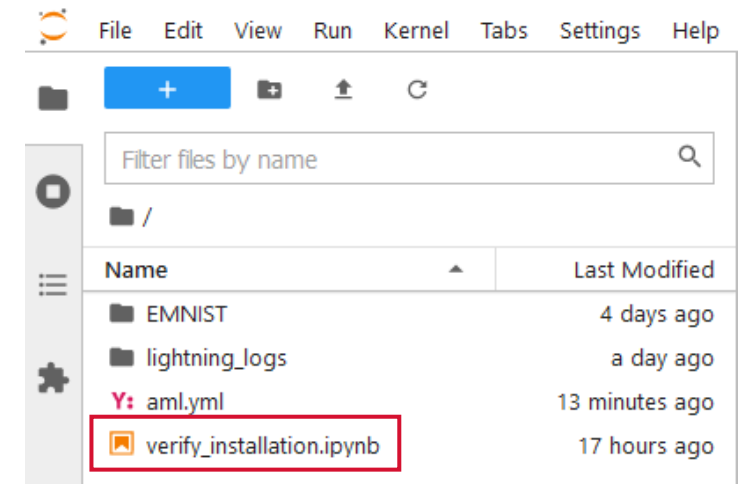 File Edit View Run Kernel Tabs Settings Help
+
Filter files by name
/
Name Last Modified
EMNIST 4 days ago
lightning_logs a day ago
Y: aml.yml 13 minutes ago
verify_installation.ipynb 17 hours ago